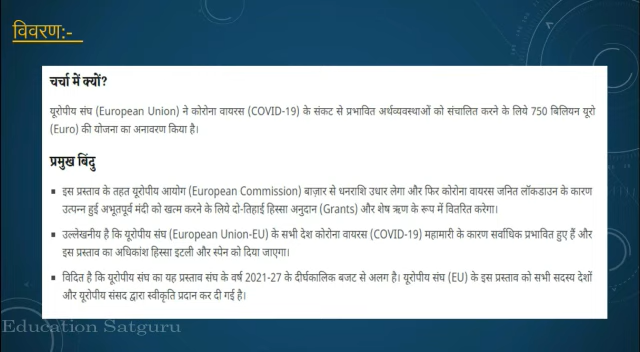 विवरण:-
चर्चा में क्यों?
यूरोपीय संघ (European Union) ने कोरोना वायरस (COVID-19) के संकट से प्रभावित अर्थव्यवस्थाओं को संचालित करने के लिये 750 बिलियन यूरो
(Euro) की योजना का अनावरण किया है।
प्रमुख बिंदु
▪ इस प्रस्ताव के तहत यूरोपीय आयोग (European Commission) बाज़ार से धनराशि उधार लेगा और फिर कोरोना वायरस जनित लॉकडाउन के कारण
उत्पन्न हुई अभूतपूर्व मंदी को खत्म करने के लिये दो-तिहाई हिस्सा अनुदान (Grants) और शेष ऋण के रूप में वितरित करेगा।
▪ उल्लेखनीय है कि यूरोपीय संघ (European Union-EU) के सभी देश कोरोना वायरस (COVID-19) महामारी के कारण सर्वाधिक प्रभावित हुए हैं और
इस प्रस्ताव का अधिकांश हिस्सा इटली और स्पेन को दिया जाएगा।
▪ विदित है कि यूरोपीय संघ का यह प्रस्ताव संघ के वर्ष 2021-27 के दीर्घकालिक बजट से अलग है। यूरोपीय संघ (EU) के इस प्रस्ताव को सभी सदस्य देशों
और यूरोपीय संसद द्वारा स्वीकृति प्रदान कर दी गई है।
Education Satguru